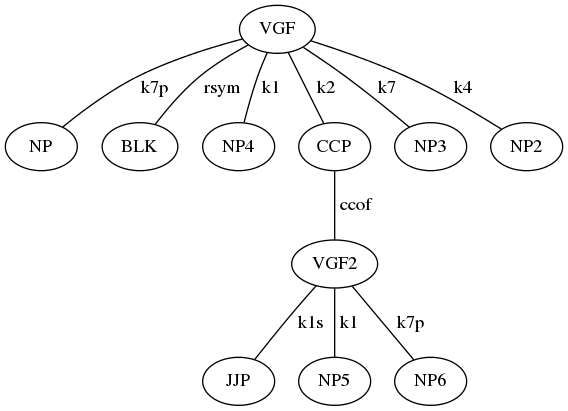 VGF
k7p rsym k1 k2 k7 k4
NP BLK NP4 CCP NP3 NP2
ccof
VGF2
k1s k1 k7p
JJP NP5 NP6